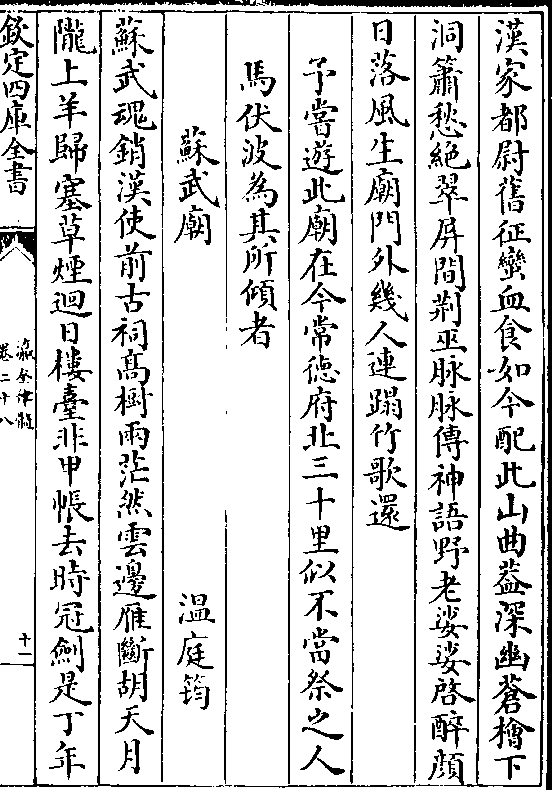 漢家都尉舊征蠻血食如今配此山曲葢深幽蒼檜下
洞簫愁絕翠屏間荆巫脉脉傳神語野老娑娑啓醉顔
日落風生廟門外幾人連蹋竹歌還
予嘗遊此廟在今常德府北三十里似不當祭之人
馬伏波為其所傾者
蘇武廟
温庭筠
蘇武魂銷漢使前古祠高樹兩茫然雲邊雁斷胡天月
隴上羊歸塞草煙迴日樓臺非甲帳去時冠劍是丁年
欽定四庫全書
瀛奎律髓
卷二十八
十一